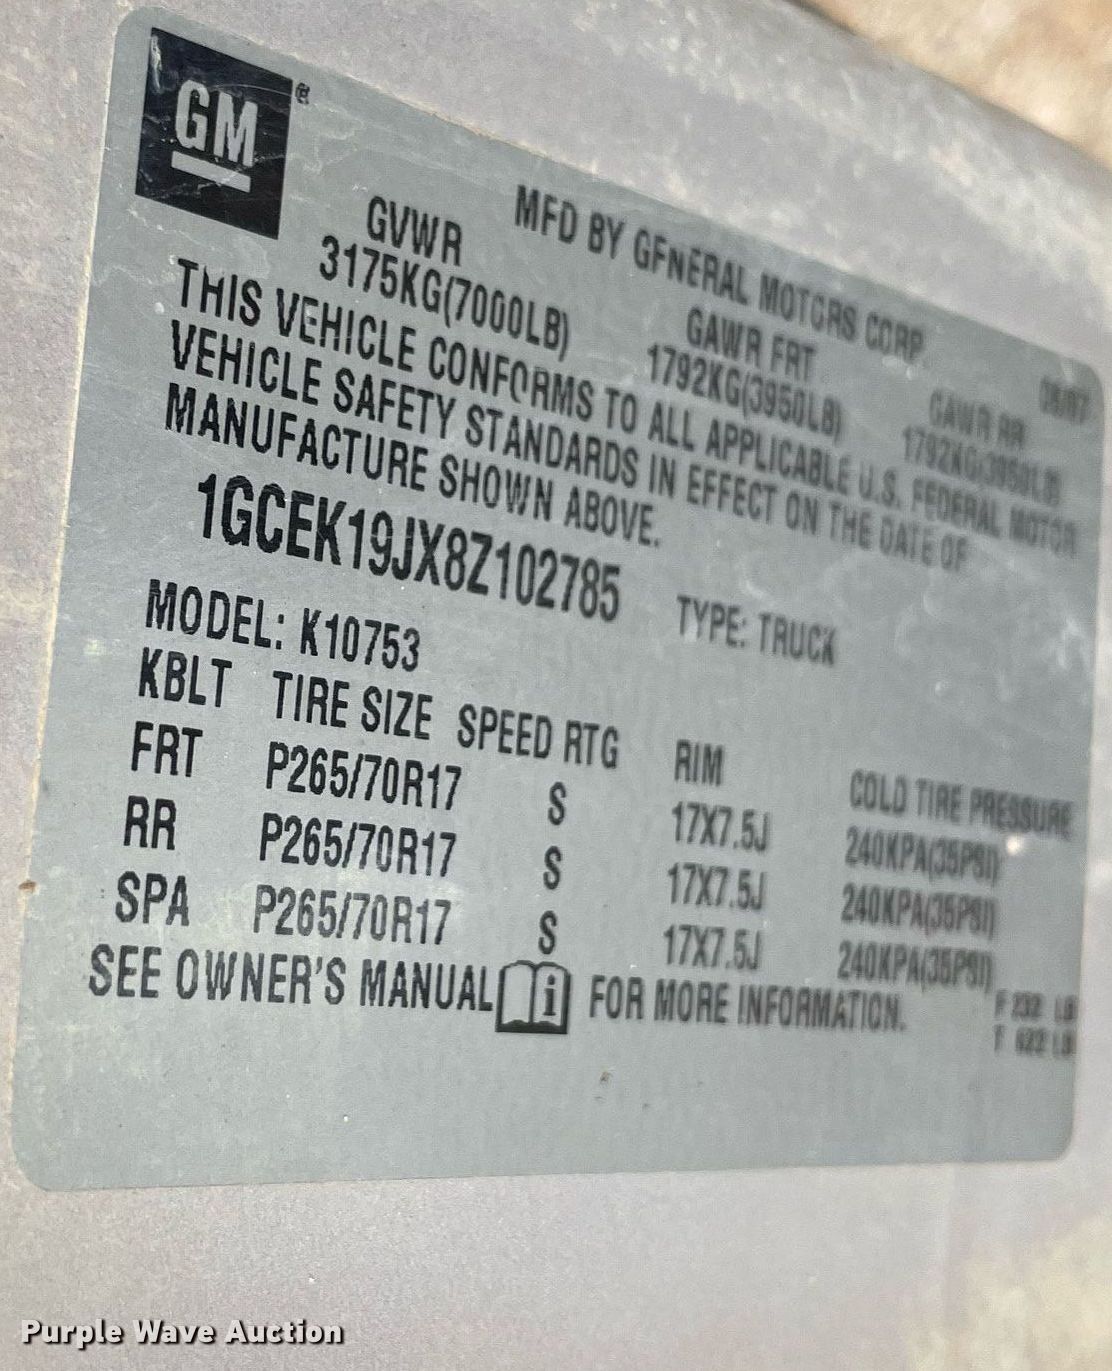 GM ®
MFD BY GENERAL MOTORS CORP.
GVWR GAWR FRT GAWR RR
3175KG(7000LB) 1792KG(3950LB) 1792KG(3950LB)
THIS VEHICLE CONFORMS TO ALL APPLICABLE U.S. FEDERAL MOTOR
VEHICLE SAFETY STANDARDS IN EFFECT ON THE DATE OF
MANUFACTURE SHOWN ABOVE.
1GCEK19JX8Z102785 TYPE: TRUCK
MODEL: K10753
KBLT TIRE SIZE SPEED RTG RIM COLD TIRE PRESSURE
FRT P265/70R17 S 17X7.5J 240KPA(35PSI)
RR P265/70R17 S 17X7.5J 240KPA(35PSI)
SPA P265/70R17 S 17X7.5J 240KPA(35PSI)
SEE OWNER'S MANUAL i FOR MORE INFORMATION.
Purple Wave Auction